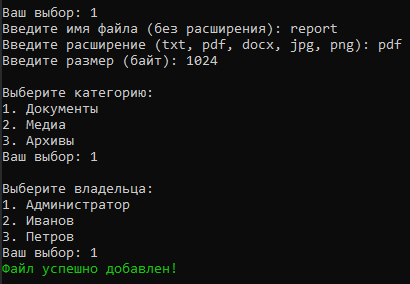 Ваш выбор: 1
Введите имя файла (без расширения): report
Введите расширение (txt, pdf, docx, jpg, png): pdf
Введите размер (байт): 1024
Выберите категорию:
1. Документы
2. Медиа
3. Архивы
Ваш выбор: 1
Выберите владельца:
1. Администратор
2. Иванов
3. Петров
Ваш выбор: 1
Файл успешно добавлен!